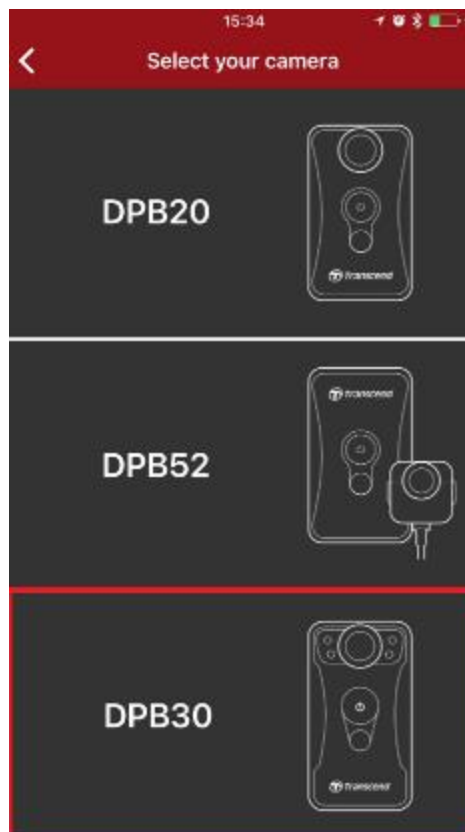 15:34
Select your camera
DPB20
Transcend
DPB52
Transcend
DPB30
Transcend